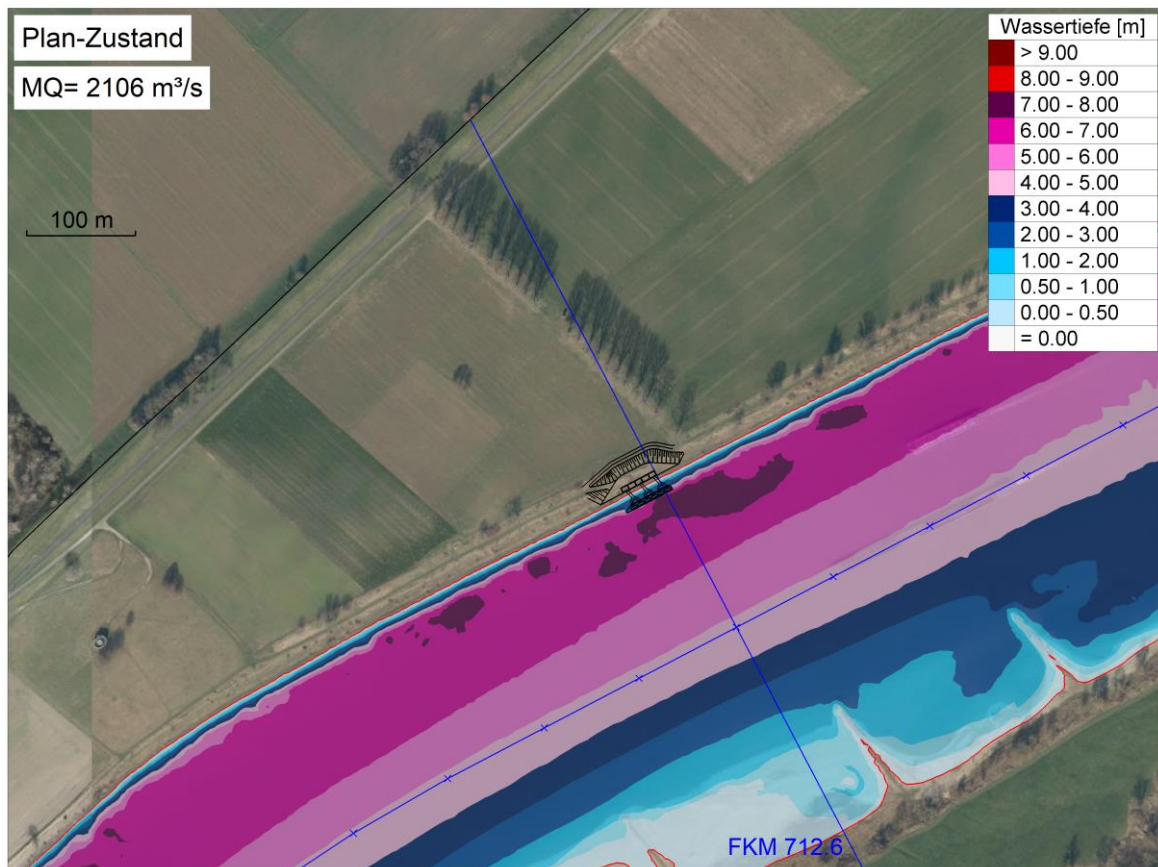 Plan-Zustand
MQ= 2106 m³/s
100 m
Wassertiefe [m]
> 9.00
8.00 - 9.00
7.00 - 8.00
6.00 - 7.00
5.00 - 6.00
4.00 - 5.00
3.00 - 4.00
2.00 - 3.00
1.00 - 2.00
0.50 - 1.00
0.00 - 0.50
= 0.00
FKM 712.6